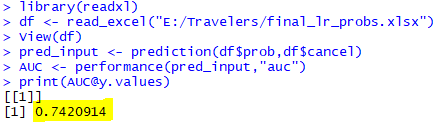 > library(readxl)
> df <- read_excel("E:/Travelers/final_lr_probs.xlsx")
> View(df)
> pred_input <- prediction(df$prob,df$cancel)
> AUC <- performance(pred_input,"auc")
> print(AUC@y.values)
[[1]]
[1] 0.7420914